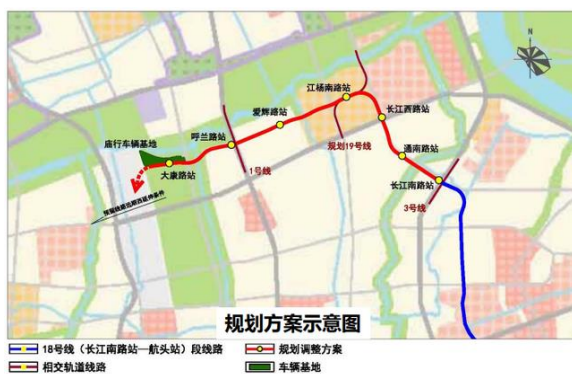 N
江杨南路站
爱辉路站
长江西路站
呼兰路站
庙行车辆基地
通南路站
规划19号线
大康路站
1号线
长江南路站
预留线路远期西延伸条件
3号线
规划方案示意图
18号线（长江南路站—航头站）段线路
规划调整方案
相交轨道线路
车辆基地